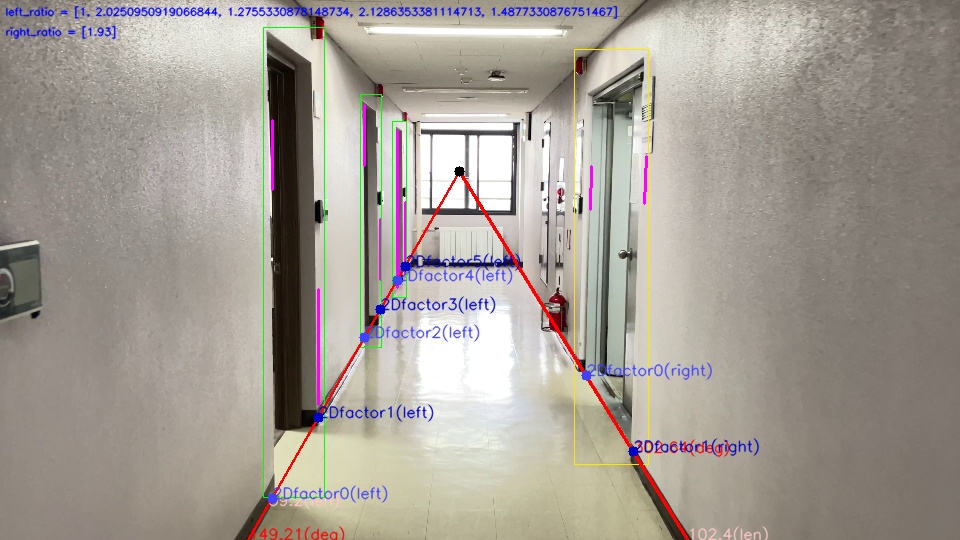 left_ratio = [1, 2.0250950919066844, 1.2755330878148734, 2.1286353381114713, 1.4877330876751467]
right_ratio = [1.93]
2Dfactor5(left)
2Dfactor4(left)
2Dfactor3(left)
2Dfactor2(left)
2Dfactor0(right)
2Dfactor1(left)
2Dfactor1(right)
2Dfactor0(left)
49.21(deg)
102.4(len)